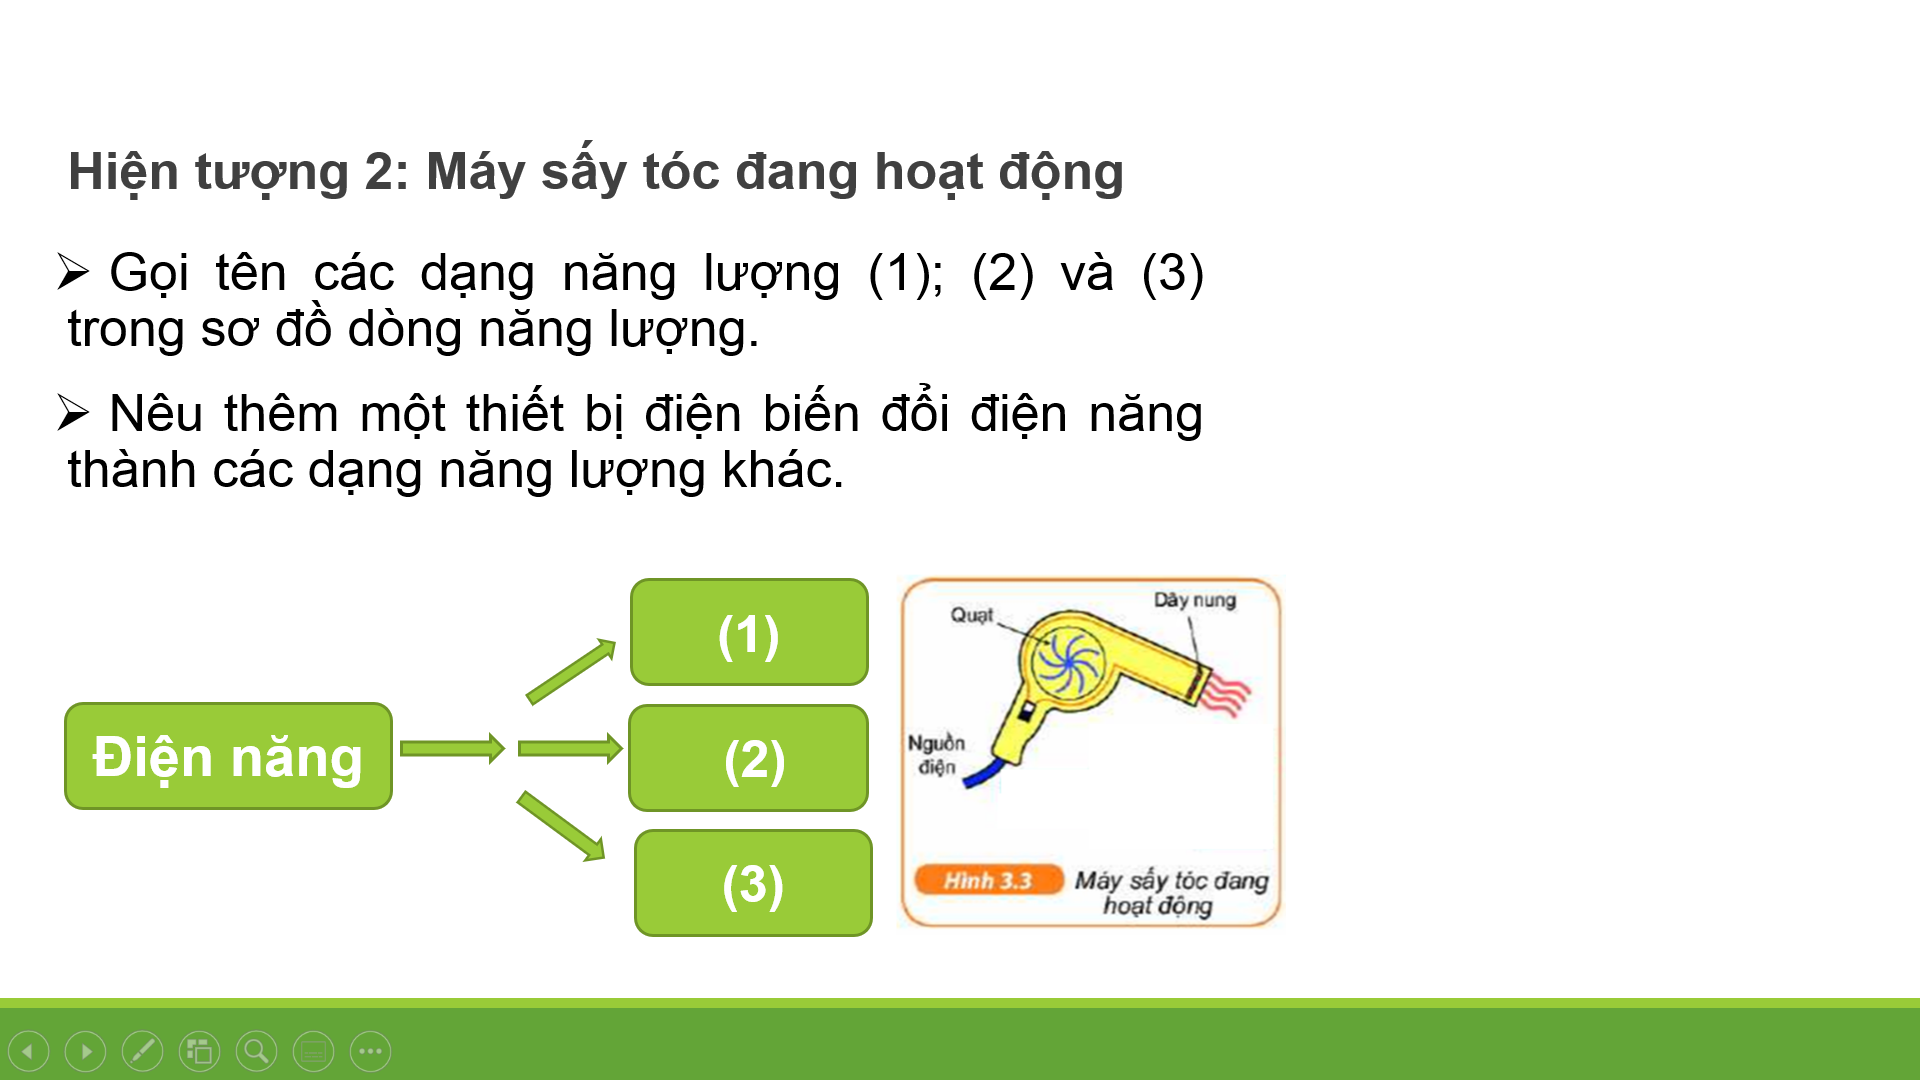 Hiện tượng 2: Máy sấy tóc đang hoạt động
Gọi tên các dạng năng lượng (1); (2) và (3)
trong sơ đồ dòng năng lượng.
Nêu thêm một thiết bị điện biến đổi điện năng
thành các dạng năng lượng khác.
Điện năng
(1)
(2)
(3)
Quạt
Dây nung
Nguồn
điện
Hình 3.3 Máy sấy tóc đang
hoạt động